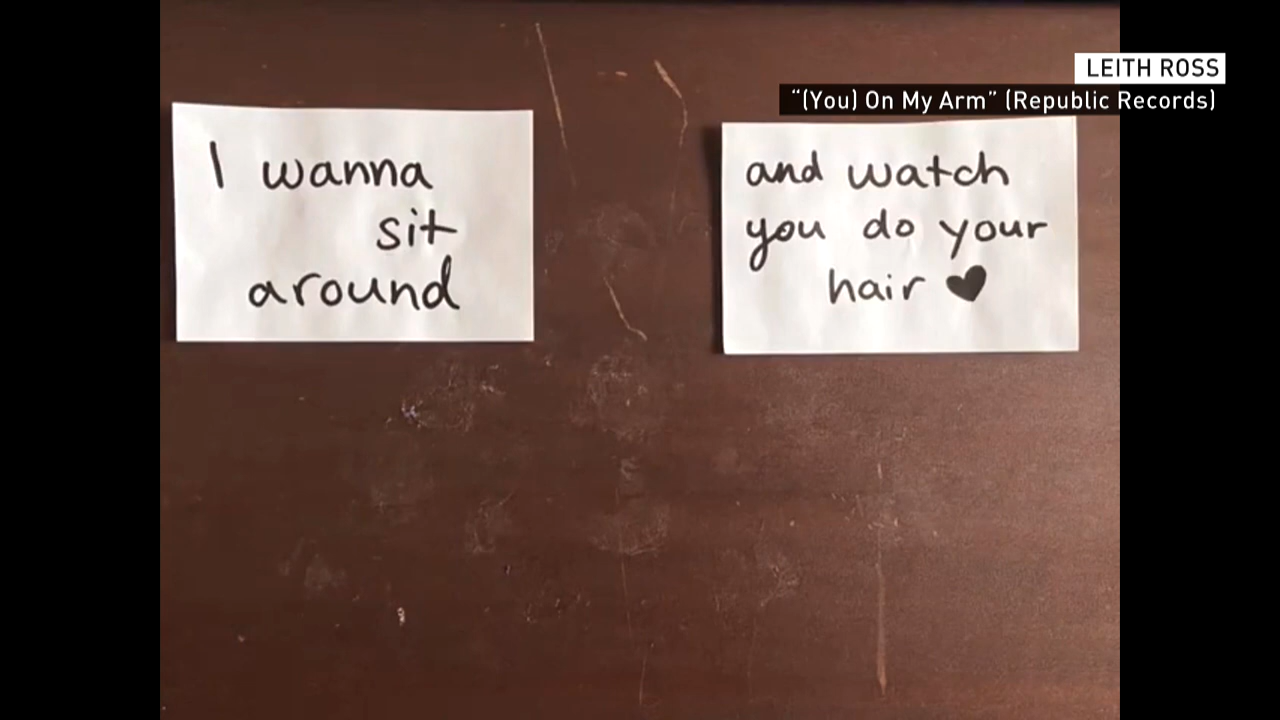 LEITH ROSS
“(You) On My Arm” (Republic Records)
I wanna
sit
around
and watch
you do your
hair ♥